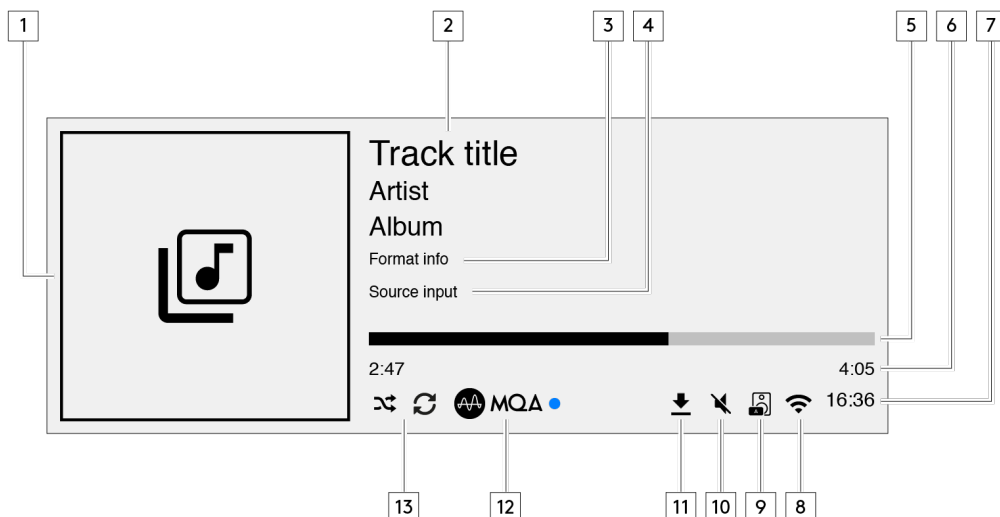 1 2 3 4 5 6 7
Track title
Artist
Album
Format info
Source input
2:47 4:05
MQA 16:36
A
13 12 11 10 9 8